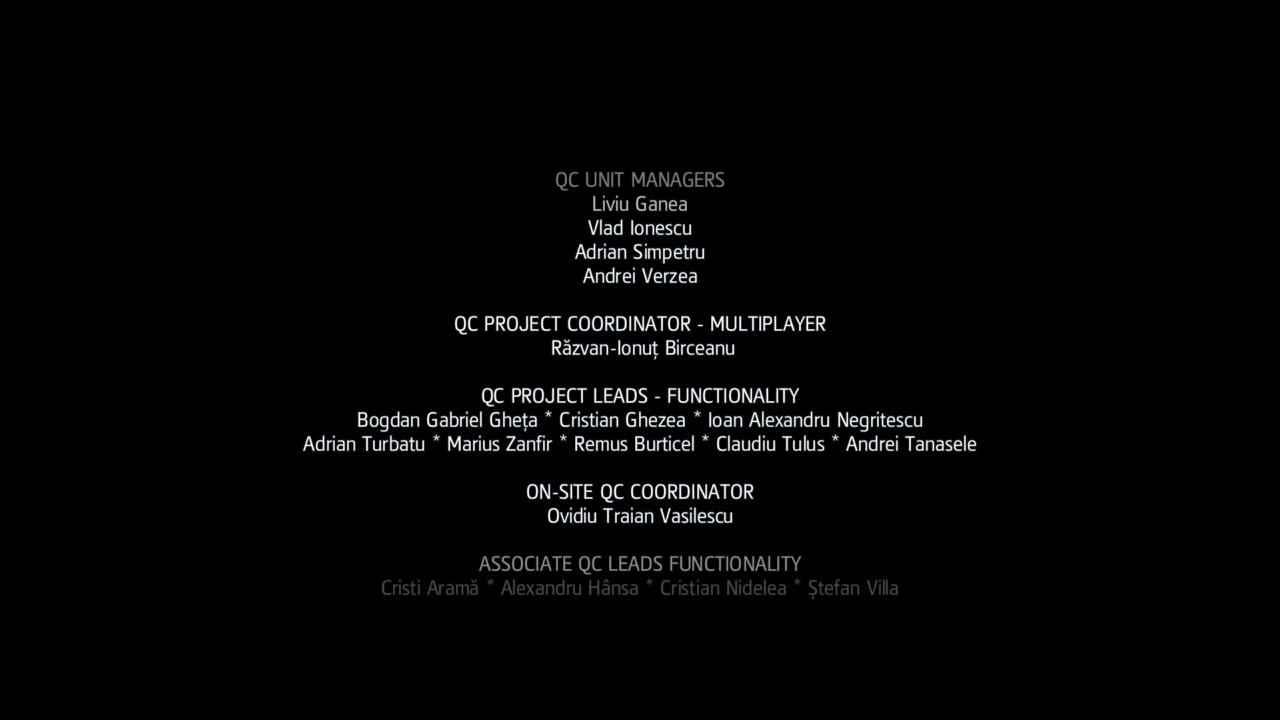 QC UNIT MANAGERS
Liviu Ganea
Vlad Ionescu
Adrian Simpetru
Andrei Verzea
QC PROJECT COORDINATOR - MULTIPLAYER
Răzvan-Ionuț Birceanu
QC PROJECT LEADS - FUNCTIONALITY
Bogdan Gabriel Gheța * Cristian Ghezea * Ioan Alexandru Negritescu
Adrian Turbatu * Marius Zanfir * Remus Burticel * Claudiu Tulus * Andrei Tanasele
ON-SITE QC COORDINATOR
Ovidiu Traian Vasilescu
ASSOCIATE QC LEADS FUNCTIONALITY
Cristi Aramă * Alexandru Hânsa * Cristian Nidelea * Ștefan Villa